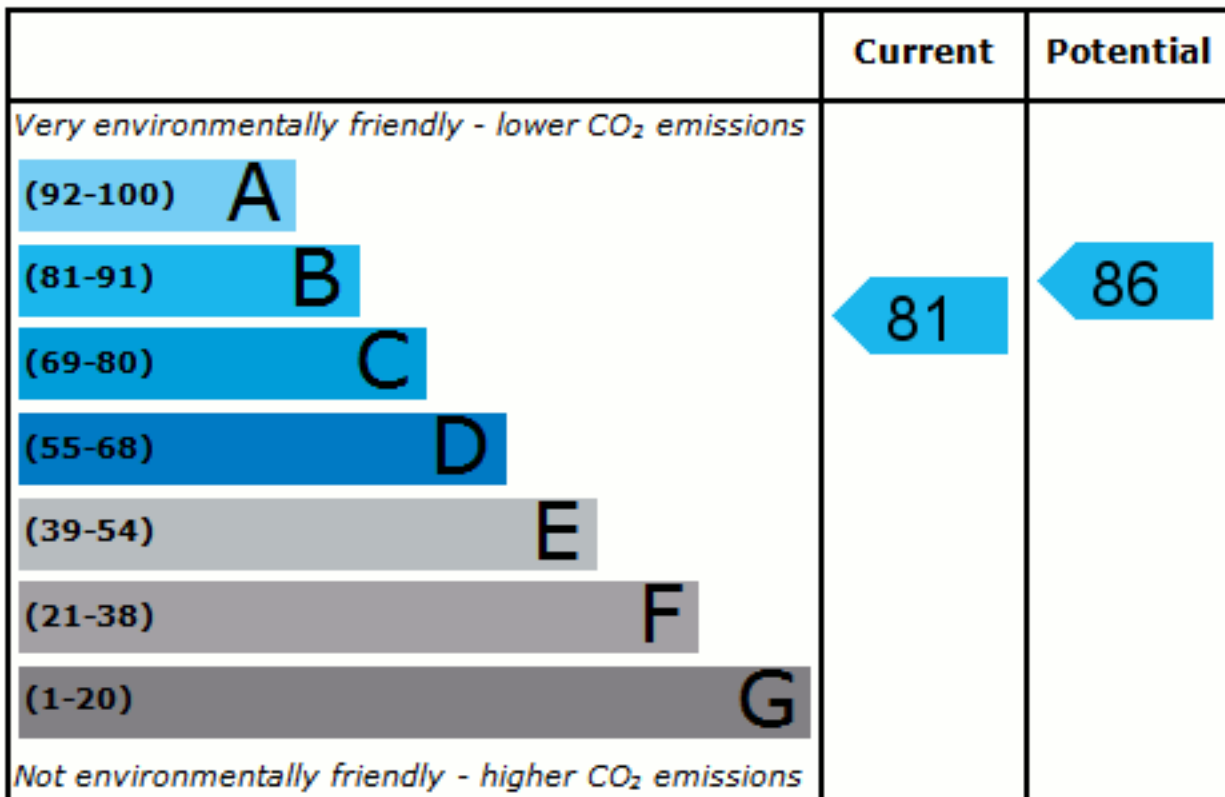 Current Potential
Very environmentally friendly - lower CO₂ emissions
(92-100) A
(81-91) B
86
81
(69-80) C
(55-68) D
(39-54) E
(21-38) F
(1-20) G
Not environmentally friendly - higher CO₂ emissions